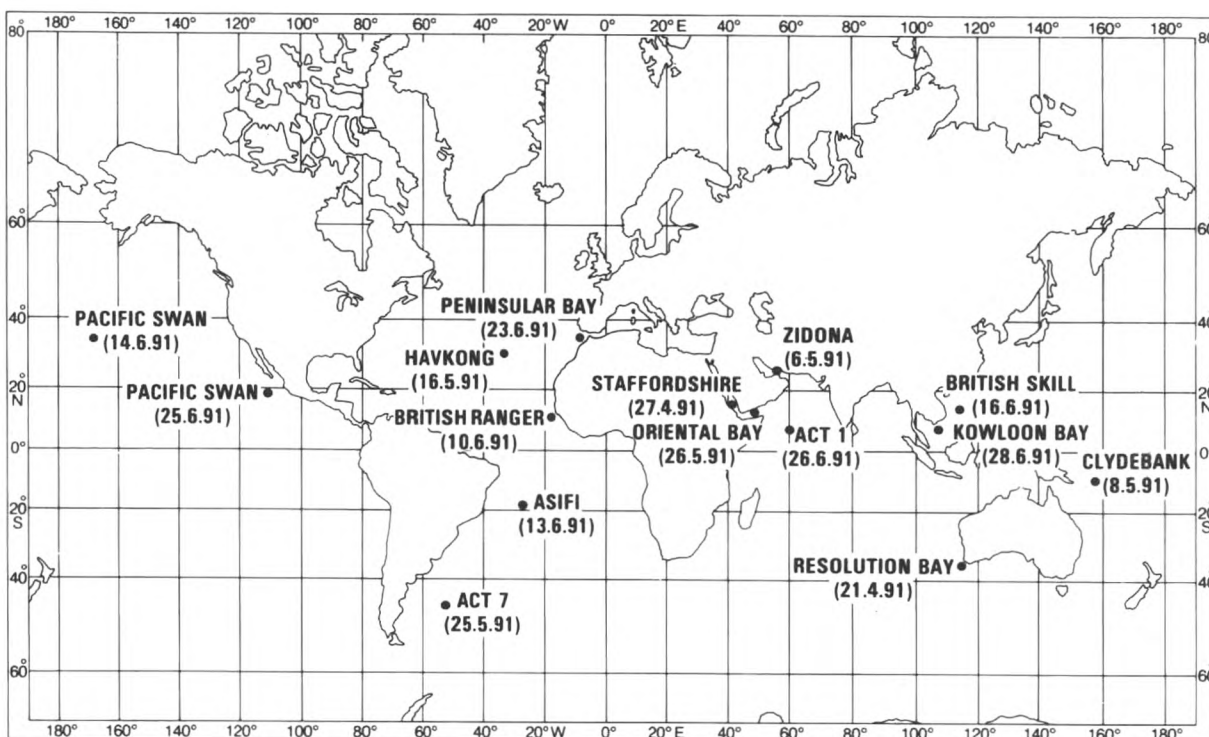 180° 160° 140° 120° 100° 80° 60° 40° 20° W 0° 20° E 40° 60° 80° 100° 120° 140° 160° 180°
80° 80
60° 60
40° 40
20° 20
N N
0° 0
20° 20
S S
40° 40
60° 60
PACIFIC SWAN
(14.6.91)
PENINSULAR BAY
(23.6.91)
HAVKONG
(16.5.91)
ZIDONA
(6.5.91)
PACIFIC SWAN
(25.6.91)
STAFFORDSHIRE
(27.4.91)
BRITISH SKILL
(16.6.91)
BRITISH RANGER
(10.6.91)
ORIENTAL BAY
(26.5.91)
ACT 1
(26.6.91)
KOWLOON BAY
(28.6.91)
CLYDEBANK
(8.5.91)
ASIFI
(13.6.91)
RESOLUTION BAY
(21.4.91)
ACT 7
(25.5.91)
180° 160° 140° 120° 100° 80° 60° 40° 20° W 0° 20° E 40° 60° 80° 100° 120° 140° 160° 180°